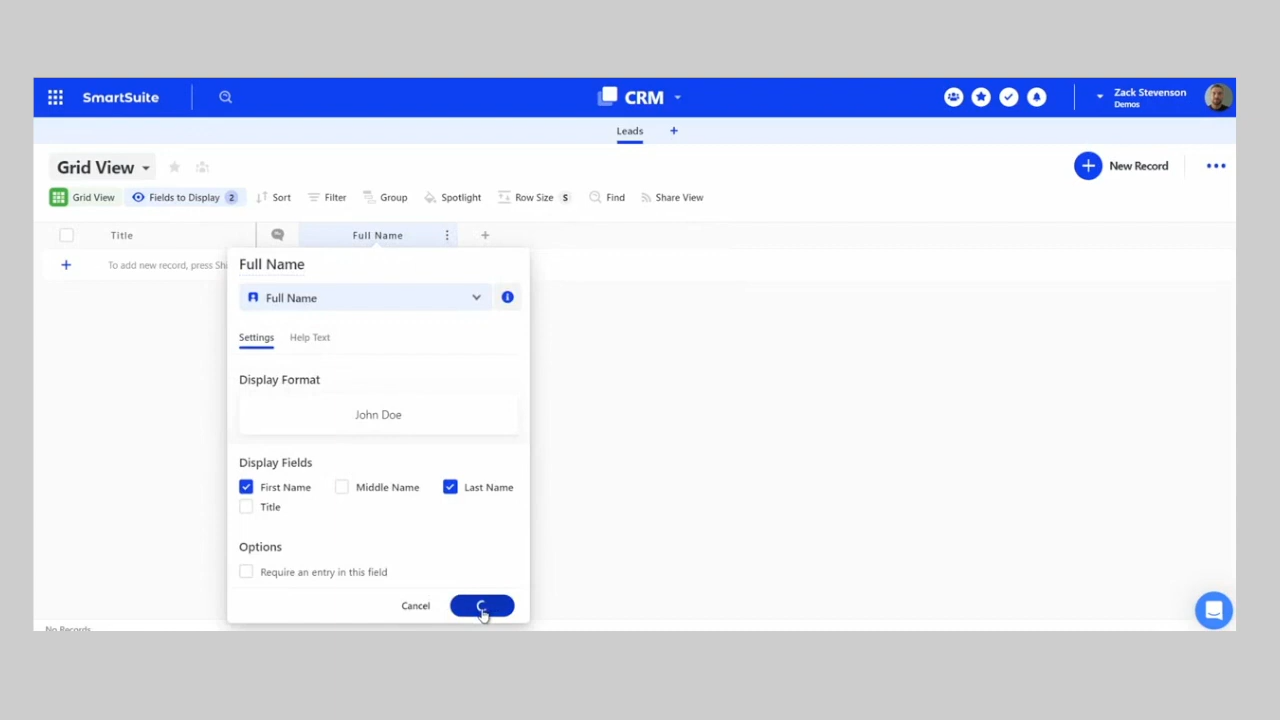 SmartSuite
CRM
Zack Stevenson
Demos
Leads
Grid View
New Record
Grid View
Fields to Display 2
Sort
Filter
Group
Spotlight
Row Size S
Find
Share View
Title
Full Name
To add new record, press Shi
Full Name
Full Name
Settings
Help Text
Display Format
John Doe
Display Fields
First Name
Middle Name
Last Name
Title
Options
Require an entry in this field
Cancel
No Records